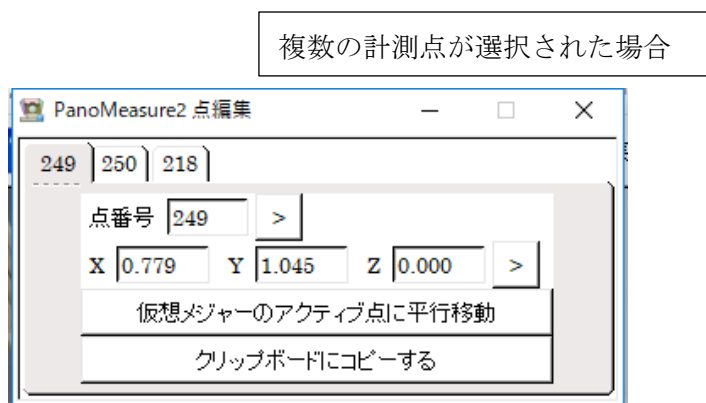 複数の計測点が選択された場合
PanoMeasure2 点編集
249 250 218
点番号 249 >
X 0.779 Y 1.045 Z 0.000 >
仮想メジャーのアクティブ点に平行移動
クリップボードにコピーする